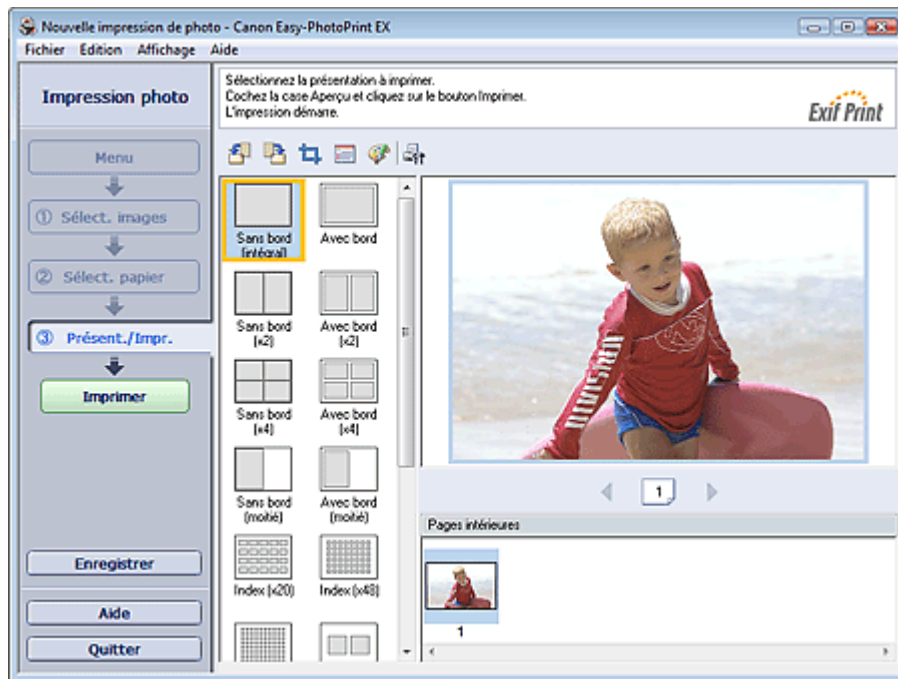 Nouvelle impression de photo - Canon Easy-PhotoPrint EX
Fichier Edition Affichage Aide
Impression photo
Sélectionnez la présentation à imprimer.
Cochez la case Aperçu et cliquez sur le bouton Imprimer.
L'impression démarre.
Exif Print
Menu
① Sélect. images
② Sélect. papier
③ Présent./Impr.
Imprimer
Enregistrer
Aide
Quitter
Sans bord
(intégral)
Avec bord
Sans bord
(x2)
Avec bord
(x2)
Sans bord
(x4)
Avec bord
(x4)
Sans bord
(moitié)
Avec bord
(moitié)
Index (x20)
Index (x48)
1
Pages intérieures
1